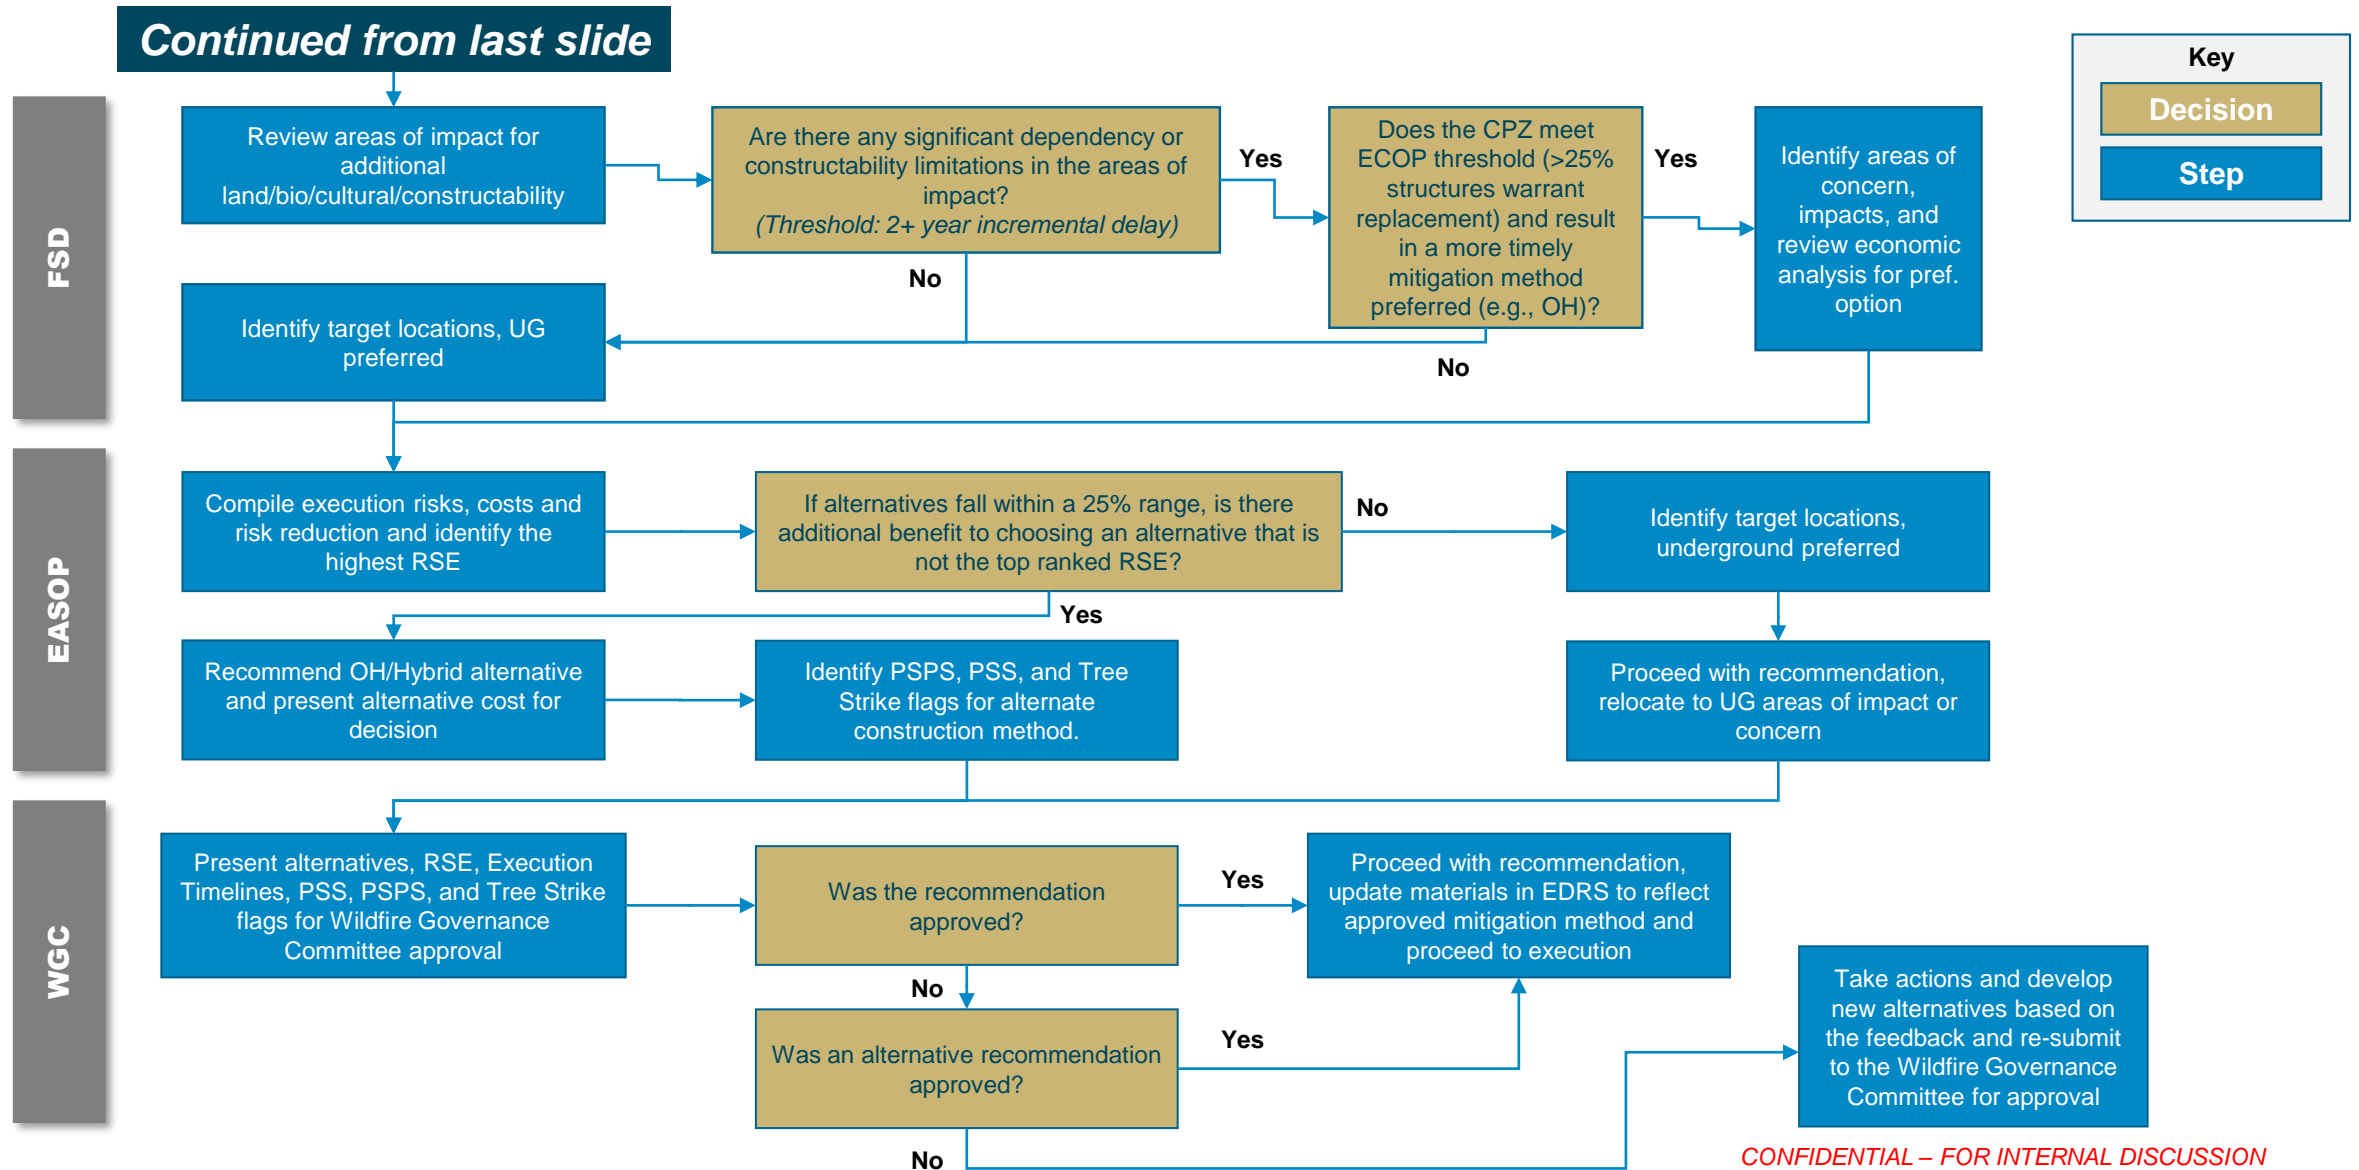 Continued from last slide
Key
Decision
Step
FSD
Review areas of impact for
additional
land/bio/cultural/constructability
Are there any significant dependency or
constructability limitations in the areas of
impact?
(Threshold: 2+ year incremental delay)
Yes
No
Does the CPZ meet
ECOP threshold (>25%
structures warrant
replacement) and result
in a more timely
mitigation method
preferred (e.g., OH)?
Yes
No
Identify areas of
concern,
impacts, and
review economic
analysis for pref.
option
Identify target locations, UG
preferred
EASOP
Compile execution risks, costs and
risk reduction and identify the
highest RSE
If alternatives fall within a 25% range, is there
additional benefit to choosing an alternative that is
not the top ranked RSE?
No
Yes
Identify target locations,
underground preferred
Recommend OH/Hybrid alternative
and present alternative cost for
decision
Identify PSPS, PSS, and Tree
Strike flags for alternate
construction method.
Proceed with recommendation,
relocate to UG areas of impact or
concern
WGC
Present alternatives, RSE, Execution
Timelines, PSS, PSPS, and Tree Strike
flags for Wildfire Governance
Committee approval
Was the recommendation
approved?
Yes
No
Proceed with recommendation,
update materials in EDRS to reflect
approved mitigation method and
proceed to execution
Was an alternative recommendation
approved?
Yes
No
Take actions and develop
new alternatives based on
the feedback and re-submit
to the Wildfire Governance
Committee for approval
CONFIDENTIAL – FOR INTERNAL DISCUSSION